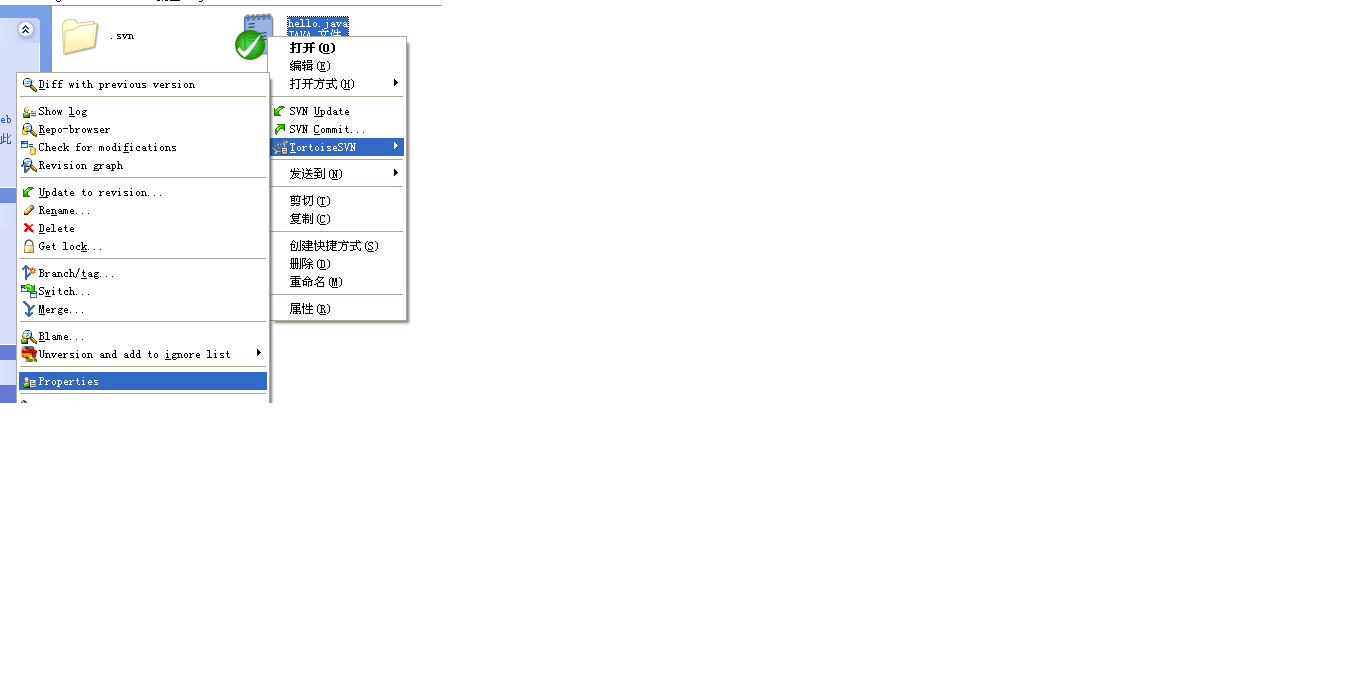 .svn
hello.java
JAVA 文件
打开(O)
编辑(E)
打开方式(H)
SVN Update
SVN Commit...
TortoiseSVN
发送到(N)
剪切(T)
复制(C)
创建快捷方式(S)
删除(D)
重命名(M)
属性(R)
Diff with previous version
Show log
Repo-browser
Check for modifications
Revision graph
Update to revision...
Rename...
Delete
Get lock...
Branch/tag...
Switch...
Merge...
Blame...
Unversion and add to ignore list
Properties
eb
此